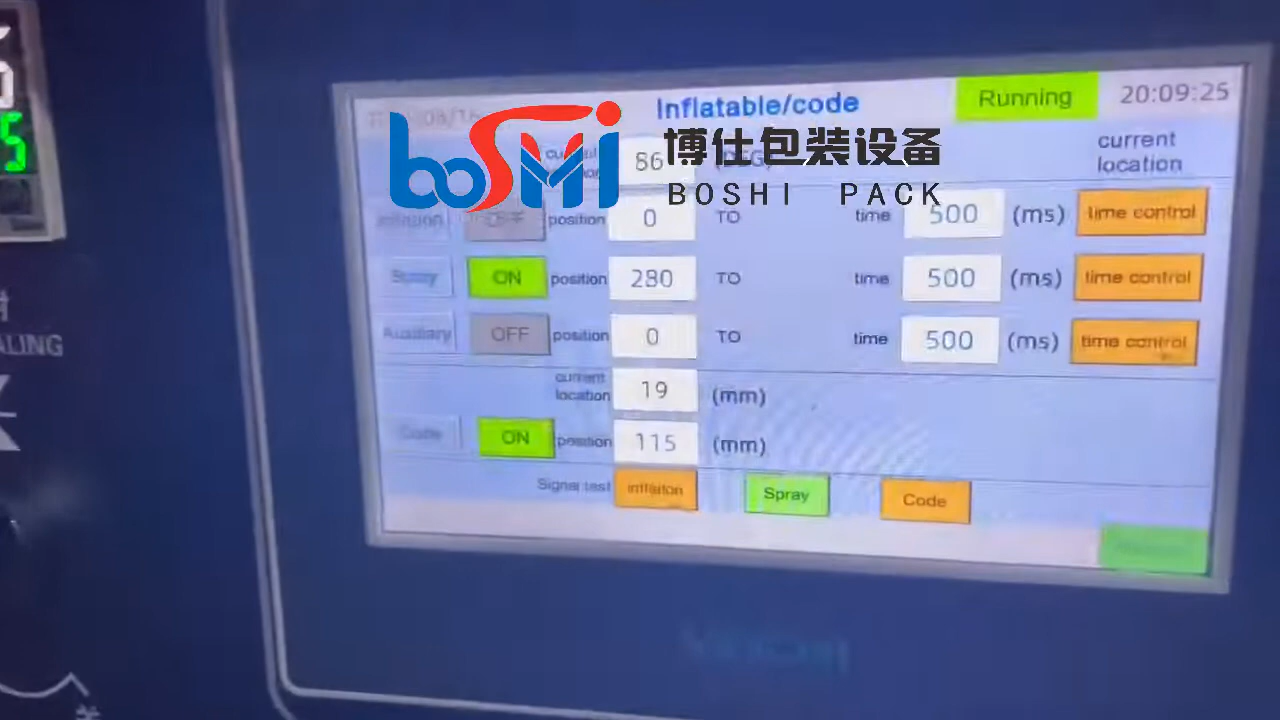 Inflatable/code Running 20:09:25
boSMi 博仕包装设备
BOSHI PACK
current location
86
OFF position 0 TO time 500 (ms) time control
Spray ON position 280 TO time 500 (ms) time control
Auxiliary OFF position 0 TO time 500 (ms) time control
current location 19 (mm)
Code ON position 115 (mm)
Signal test inflation Spray Code
ALING
5